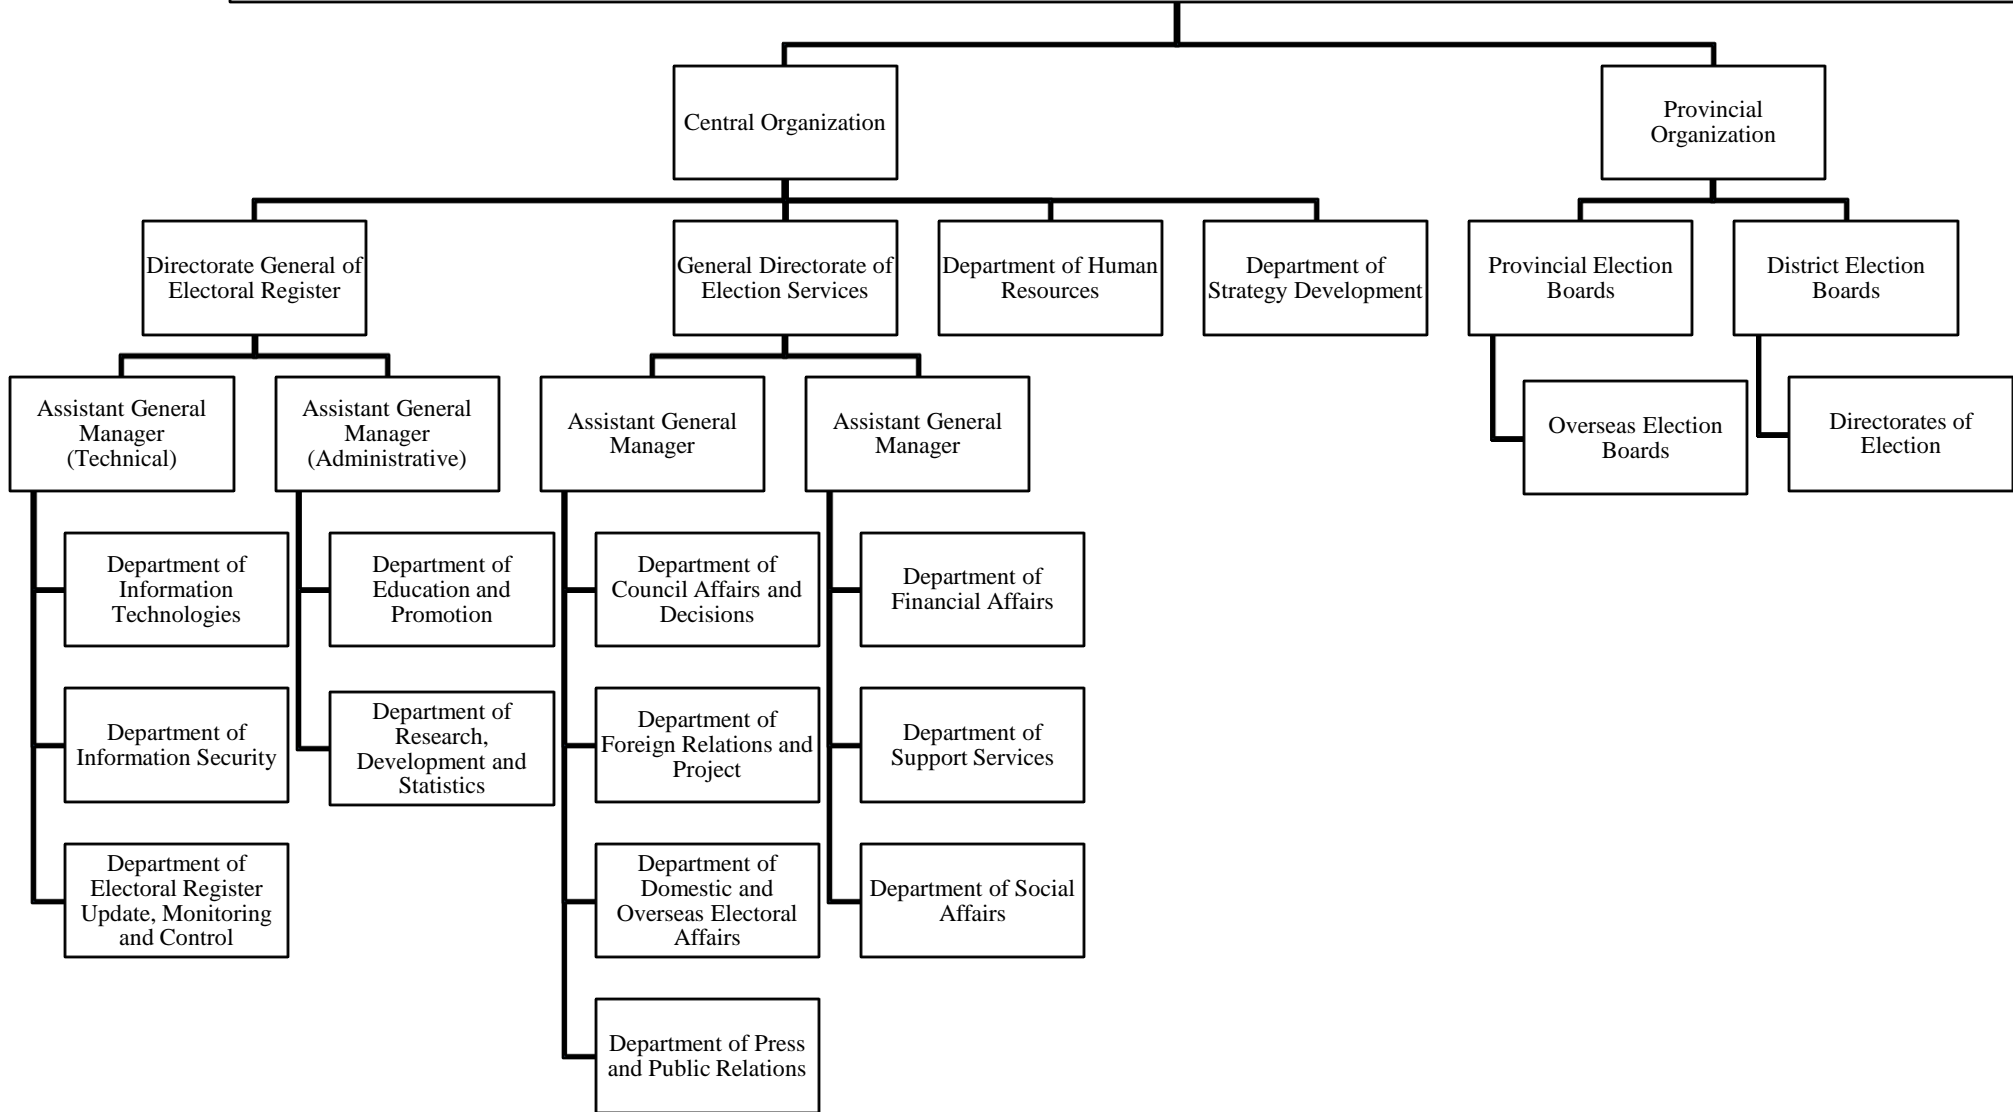 Central Organization
Provincial
Organization
Directorate General of
Electoral Register
General Directorate of
Election Services
Department of Human
Resources
Department of
Strategy Development
Provincial Election
Boards
District Election
Boards
Assistant General
Manager
(Technical)
Assistant General
Manager
(Administrative)
Assistant General
Manager
Assistant General
Manager
Overseas Election
Boards
Directorates of
Election
Department of
Information
Technologies
Department of
Education and
Promotion
Department of
Council Affairs and
Decisions
Department of
Financial Affairs
Department of
Information Security
Department of
Research,
Development and
Statistics
Department of
Foreign Relations and
Project
Department of
Support Services
Department of
Electoral Register
Update, Monitoring
and Control
Department of
Domestic and
Overseas Electoral
Affairs
Department of Social
Affairs
Department of Press
and Public Relations